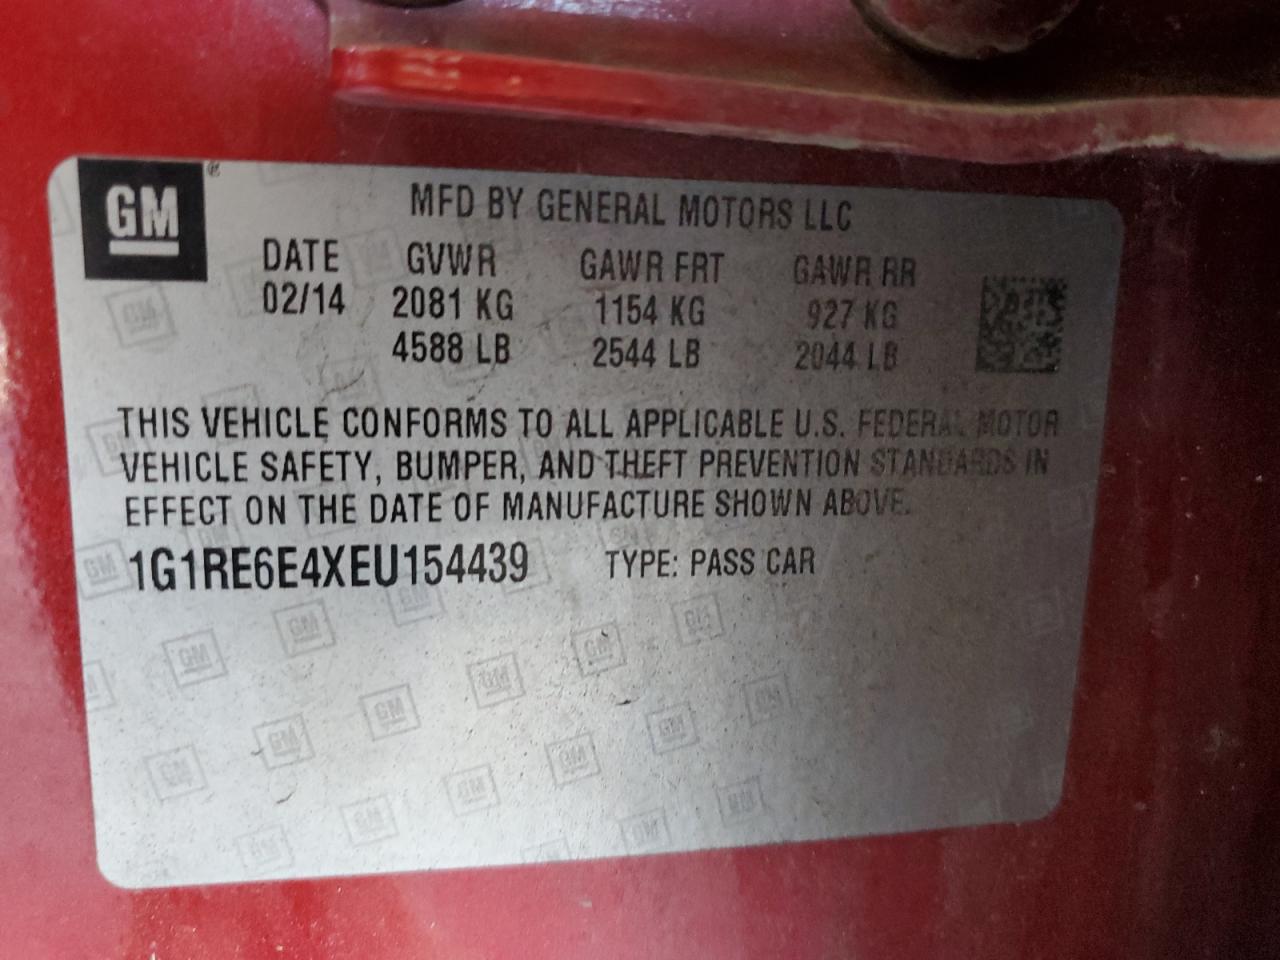 GM ®
MFD BY GENERAL MOTORS LLC
DATE GVWR GAWR FRT GAWR RR
02/14 2081 KG 1154 KG 927 KG
4588 LB 2544 LB 2044 LB
THIS VEHICLE CONFORMS TO ALL APPLICABLE U.S. FEDERAL MOTOR
VEHICLE SAFETY, BUMPER, AND THEFT PREVENTION STANDARDS IN
EFFECT ON THE DATE OF MANUFACTURE SHOWN ABOVE.
1G1RE6E4XEU154439 TYPE: PASS CAR